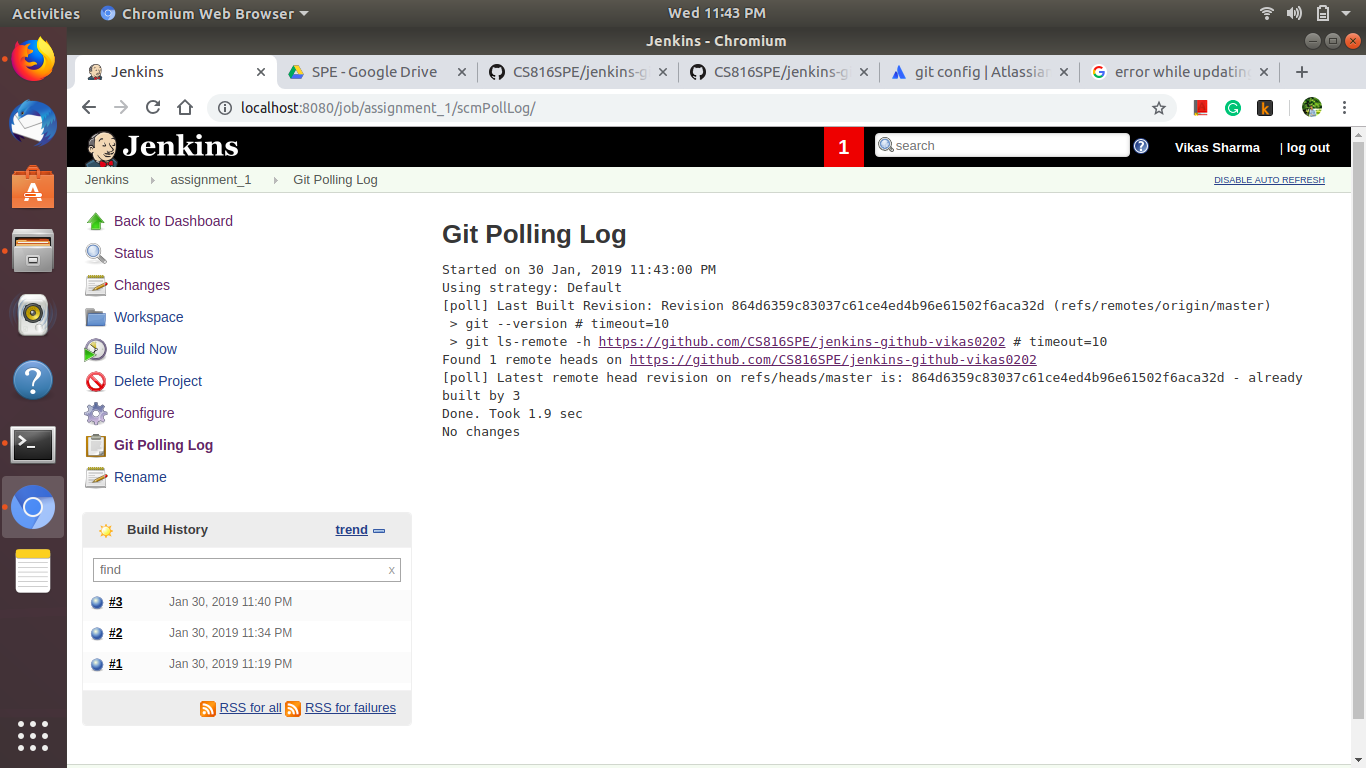 Activities
Chromium Web Browser
Wed 11:43 PM
Jenkins - Chromium
Jenkins
SPE - Google Drive
CS816SPE/jenkins-g
CS816SPE/jenkins-g
git config | Atlassian
error while updating
localhost:8080/job/assignment_1/scmPollLog/
Jenkins
1
search
Vikas Sharma
| log out
Jenkins
assignment_1
Git Polling Log
DISABLE AUTO REFRESH
Back to Dashboard
Status
Changes
Workspace
Build Now
Delete Project
Configure
Git Polling Log
Rename
Git Polling Log
Started on 30 Jan, 2019 11:43:00 PM
Using strategy: Default
[poll] Last Built Revision: Revision 864d6359c83037c61ce4ed4b96e61502f6aca32d (refs/remotes/origin/master)
> git --version # timeout=10
> git ls-remote -h https://github.com/CS816SPE/jenkins-github-vikas0202 # timeout=10
Found 1 remote heads on https://github.com/CS816SPE/jenkins-github-vikas0202
[poll] Latest remote head revision on refs/heads/master is: 864d6359c83037c61ce4ed4b96e61502f6aca32d - already
built by 3
Done. Took 1.9 sec
No changes
Build History
trend
find
x
#3 Jan 30, 2019 11:40 PM
#2 Jan 30, 2019 11:34 PM
#1 Jan 30, 2019 11:19 PM
RSS for all
RSS for failures